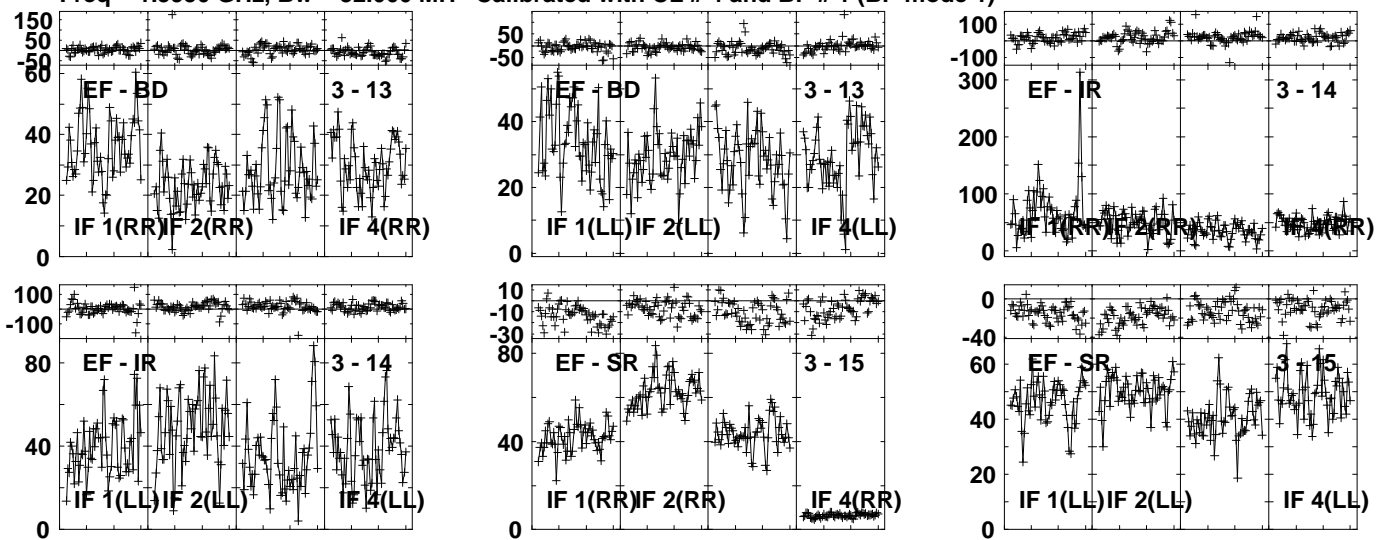 150
50
-50
60
40
20
0
EF - BD
3 - 13
IF 1(RR)
IF 2(RR)
IF 4(RR)
50
-50
40
20
0
EF - BD
3 - 13
IF 1(LL)
IF 2(LL)
IF 4(LL)
100
-100
300
200
100
0
EF - IR
3 - 14
IF 1(RR)
IF 2(RR)
IF 4(RR)
100
-100
80
60
40
20
0
EF - IR
3 - 14
IF 1(LL)
IF 2(LL)
IF 4(LL)
10
-10
-30
80
40
0
EF - SR
3 - 15
IF 1(RR)
IF 2(RR)
IF 4(RR)
0
-40
60
40
20
0
EF - SR
3 - 15
IF 1(LL)
IF 2(LL)
IF 4(LL)